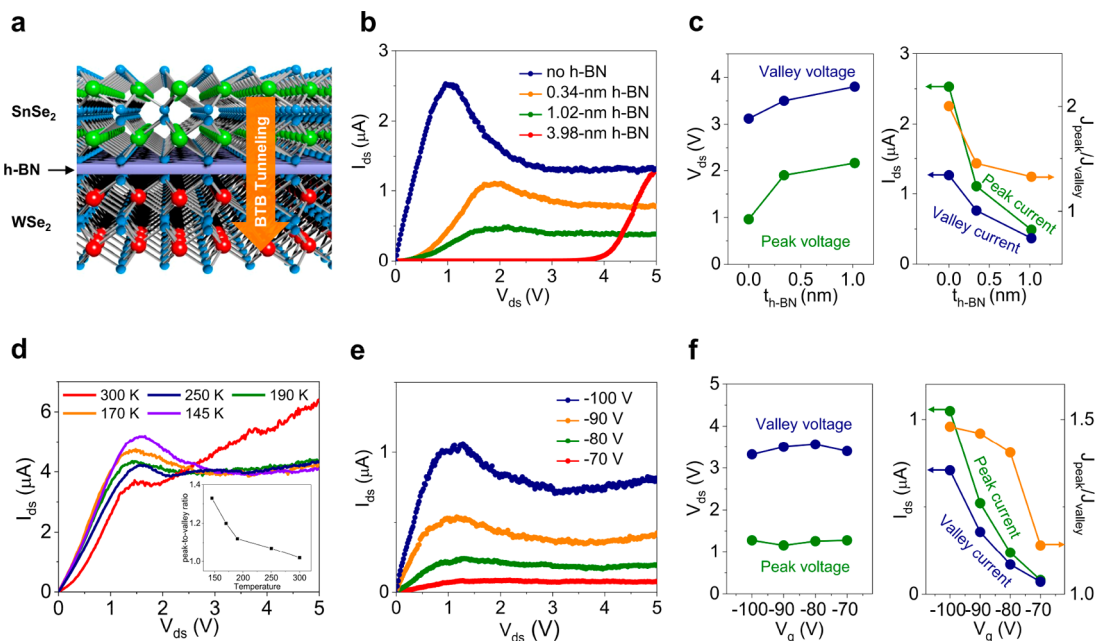 a
SnSe2
h-BN
WSe2
BTB Tunneling
b
Ids (μA)
3
2
1
0
no h-BN
0.34-nm h-BN
1.02-nm h-BN
3.98-nm h-BN
0 1 2 3 4 5
Vds (V)
c
Vds (V)
5
4
3
2
1
0
Valley voltage
Peak voltage
0.0 0.5 1.0
th-BN (nm)
Ids (μA)
3
2
1
0
Peak current
Valley current
2
1
Jpeak/Jvalley
0.0 0.5 1.0
th-BN (nm)
d
Ids (μA)
6
4
2
0
300 K 250 K 190 K
170 K 145 K
peak-to-valley ratio
1.4
1.2
1.0
150 200 250 300
Temperature
0 1 2 3 4 5
Vds (V)
e
Ids (μA)
1
0
-100 V
-90 V
-80 V
-70 V
0 1 2 3 4 5
Vds (V)
f
Vds (V)
5
4
3
2
1
0
Valley voltage
Peak voltage
-100 -90 -80 -70
Vg (V)
Ids (μA)
1
0
Peak current
Valley current
1.5
1.0
Jpeak/Jvalley
-100 -90 -80 -70
Vg (V)